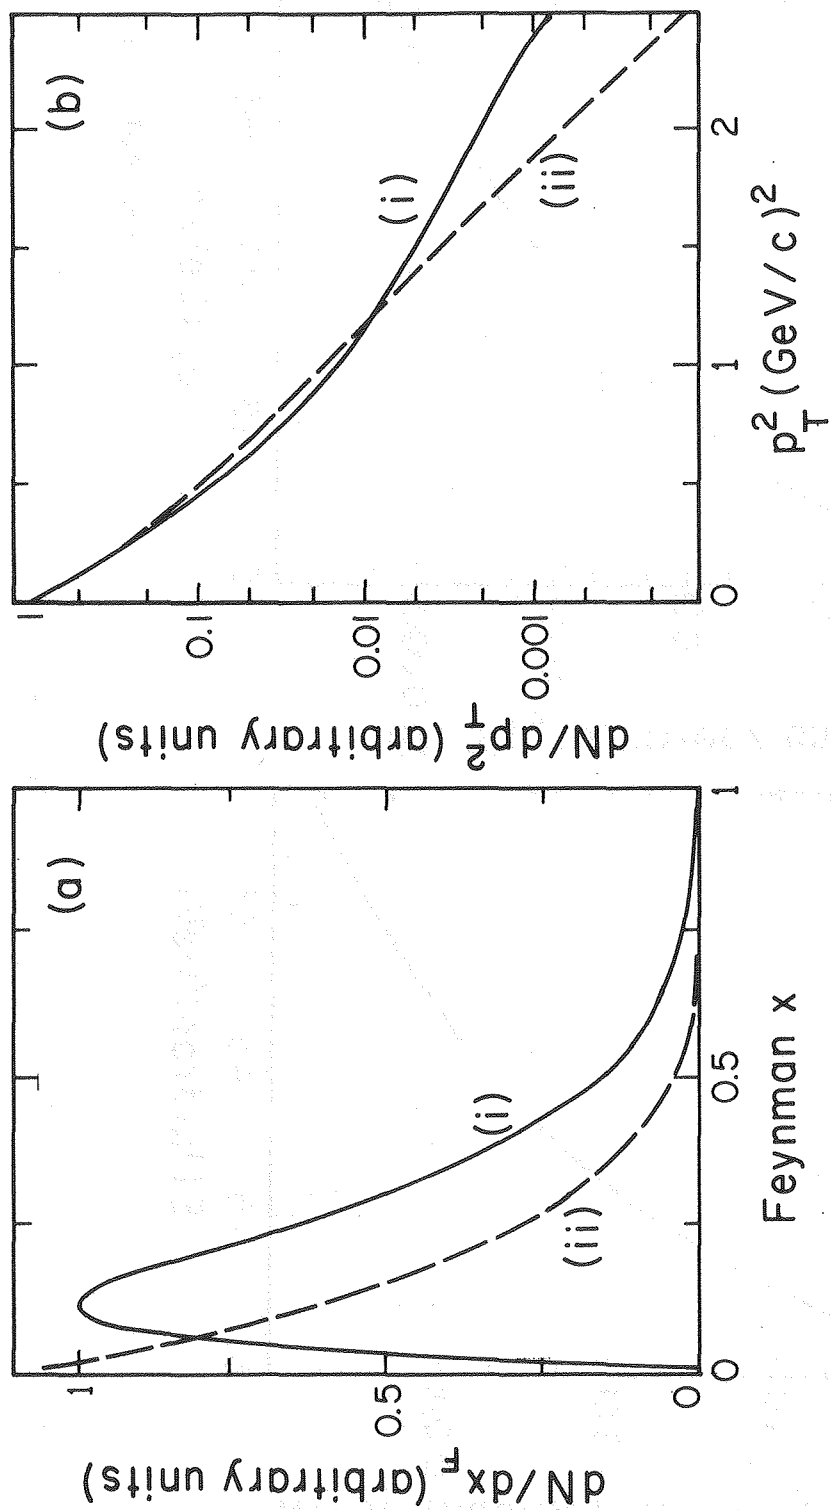 (a)
dN/dx_F (arbitrary units)
1
0.5
0
(i)
(ii)
0 0.5 1
Feynman x
(b)
dN/dp_T^2 (arbitrary units)
1
0.1
0.01
0.001
(i)
(ii)
0 1 2
p_T^2 (GeV/c)^2